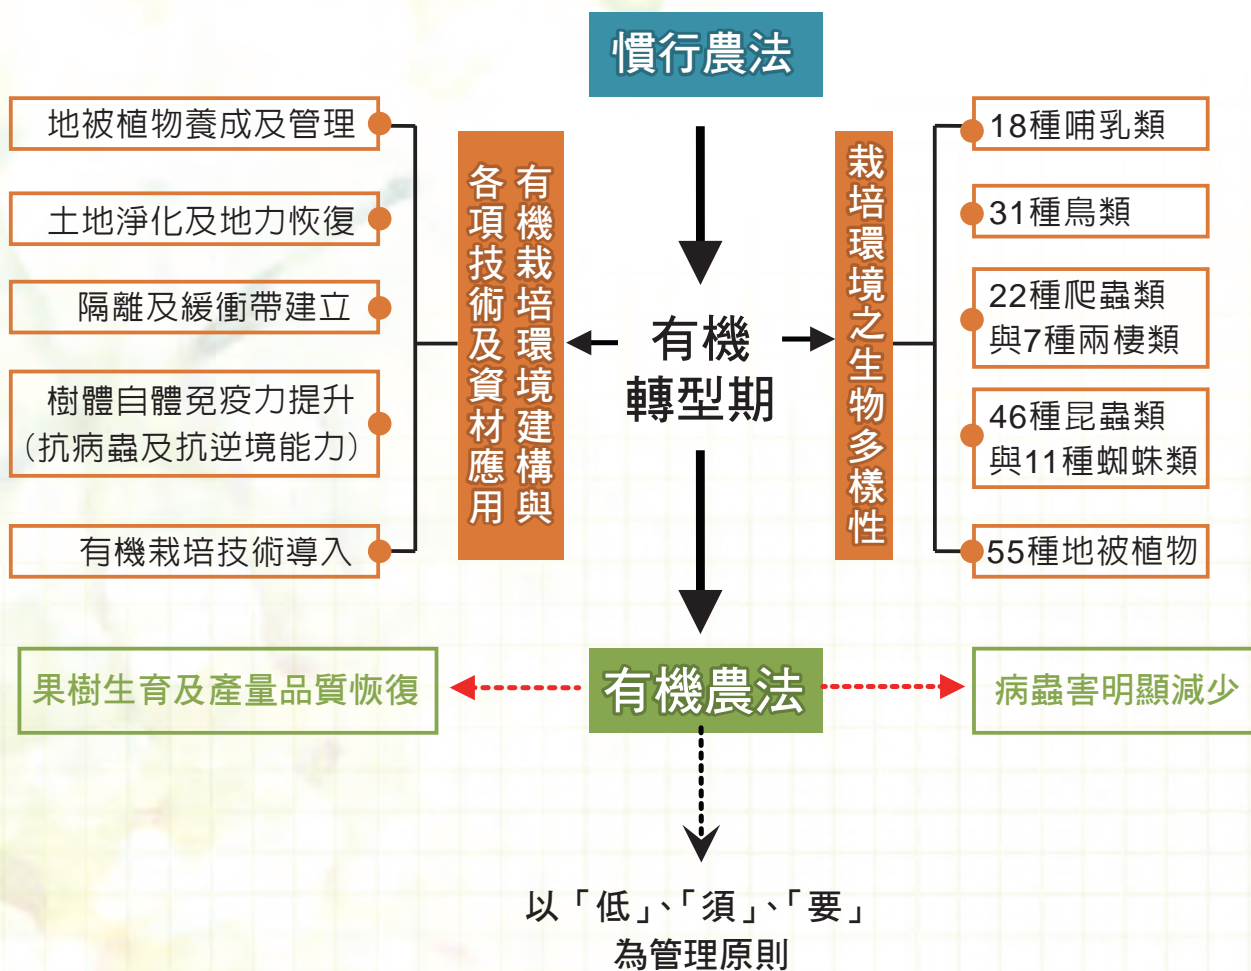 慣行農法
地被植物養成及管理
土地淨化及地力恢復
隔離及緩衝帶建立
樹體自體免疫力提升
（抗病蟲及抗逆境能力）
有機栽培技術導入
有機栽培環境建構與
各項技術及資材應用
有機
轉型期
栽培環境之生物多樣性
18種哺乳類
31種鳥類
22種爬蟲類
與7種兩棲類
46種昆蟲類
與11種蜘蛛類
55種地被植物
果樹生育及產量品質恢復
有機農法
病蟲害明顯減少
以「低」、「須」、「要」
為管理原則